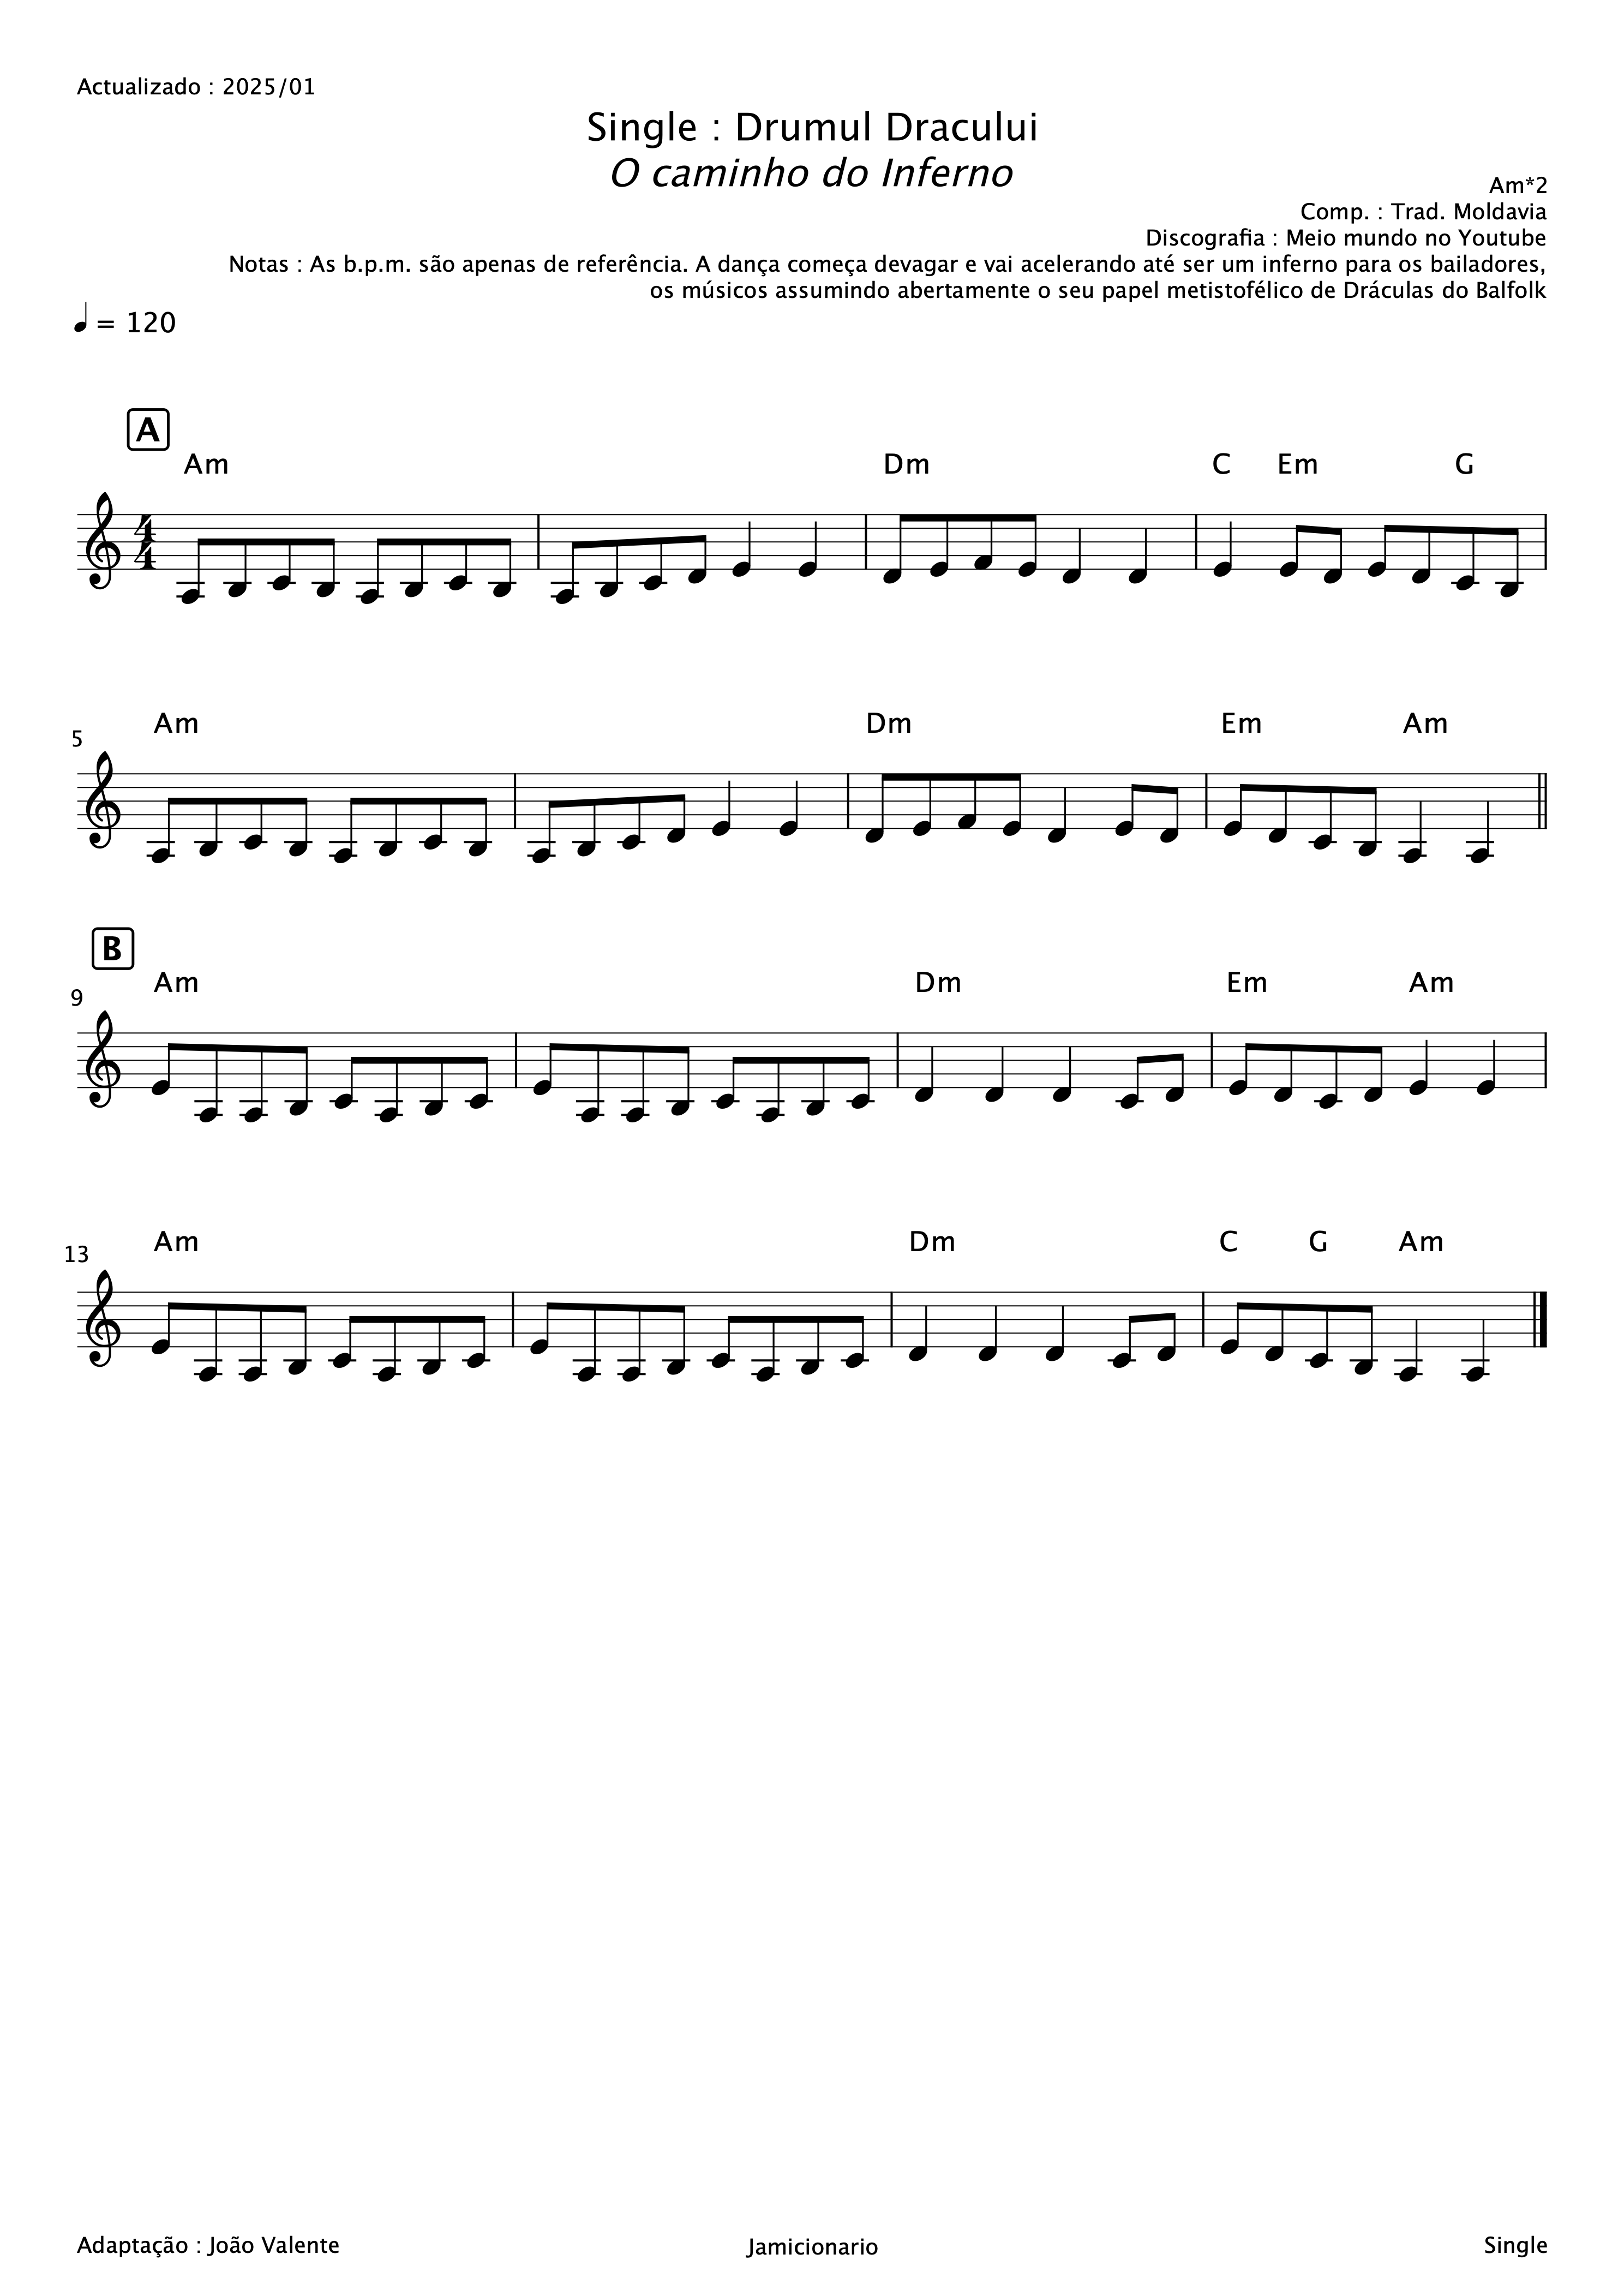 Actualizado : 2025/01
Single : Drumul Dracului
O caminho do Inferno
Am*2
Comp. : Trad. Moldavia
Discografia : Meio mundo no Youtube
Notas : As b.p.m. são apenas de referência. A dança começa devagar e vai acelerando até ser um inferno para os bailadores,
os músicos assumindo abertamente o seu papel metistofélico de Dráculas do Balfolk
= 120
A
Am Dm C Em G
4
4
Am Dm Em Am
5
B
Am Dm Em Am
9
Am Dm C G Am
13
Adaptação : João Valente Jamicionario Single